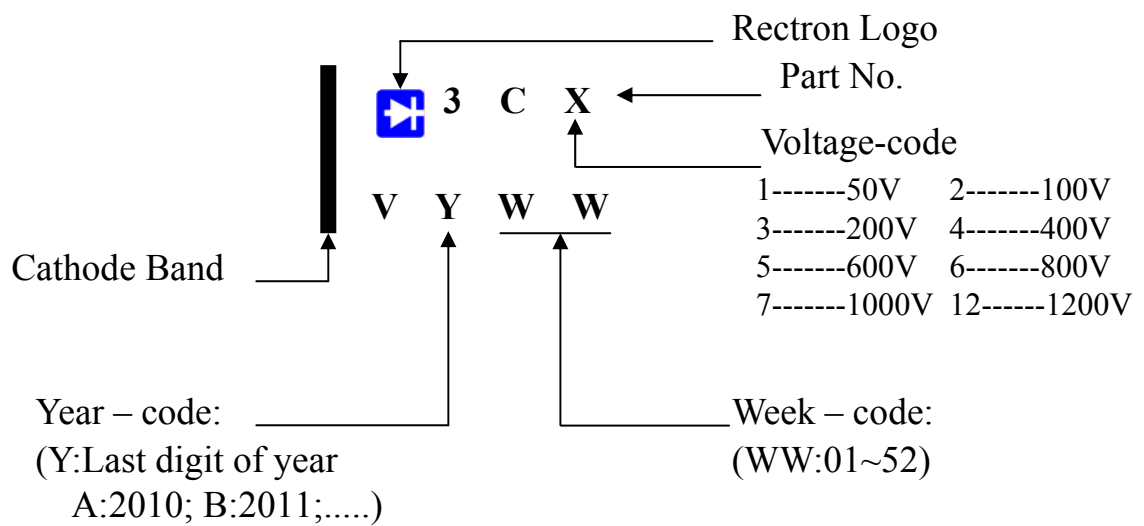 Rectron Logo
Part No.
3 C X
Voltage-code
1-------50V 2-------100V
3-------200V 4-------400V
5-------600V 6-------800V
7-------1000V 12------1200V
V Y W W
Cathode Band
Year – code:
(Y:Last digit of year
A:2010; B:2011;.....)
Week – code:
(WW:01~52)